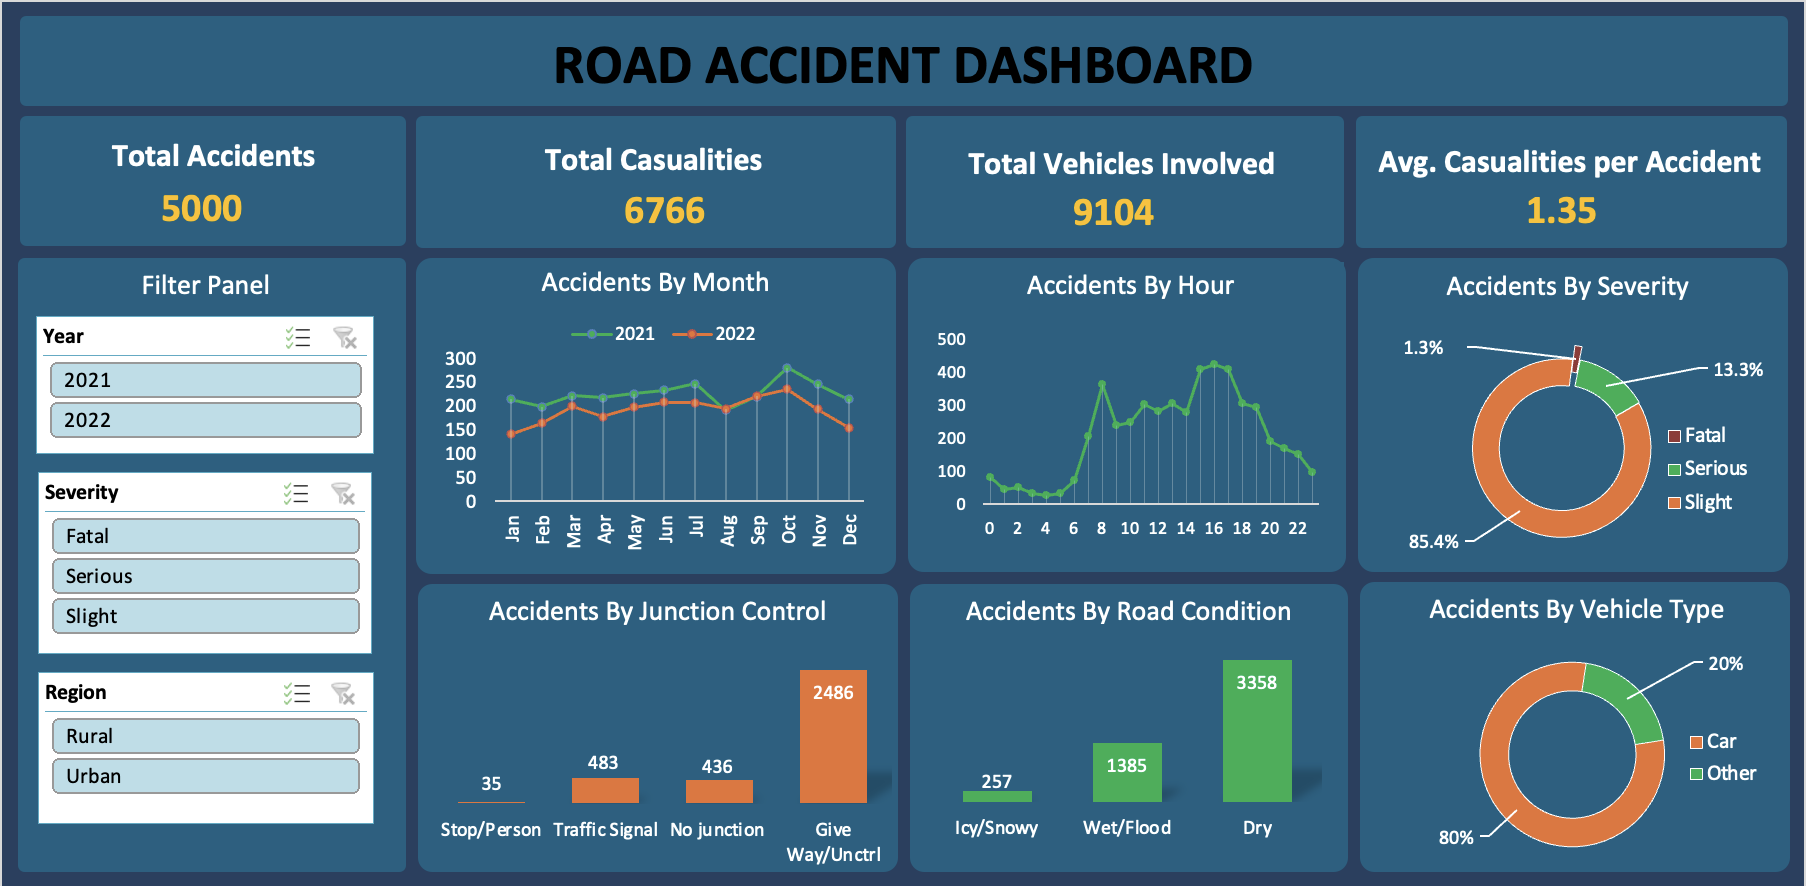 ROAD ACCIDENT DASHBOARD
Total Accidents
5000
Total Casualities
6766
Total Vehicles Involved
9104
Avg. Casualities per Accident
1.35
Filter Panel
Year
2021
2022
Severity
Fatal
Serious
Slight
Region
Rural
Urban
Accidents By Month
2021 2022
300
250
200
150
100
50
0
Jan Feb Mar Apr May Jun Jul Aug Sep Oct Nov Dec
Accidents By Hour
500
400
300
200
100
0
0 2 4 6 8 10 12 14 16 18 20 22
Accidents By Severity
1.3%
13.3%
85.4%
Fatal
Serious
Slight
Accidents By Junction Control
35
483
436
2486
Stop/Person Traffic Signal No junction Give
Way/Unctrl
Accidents By Road Condition
257
1385
3358
Icy/Snowy Wet/Flood Dry
Accidents By Vehicle Type
20%
80%
Car
Other